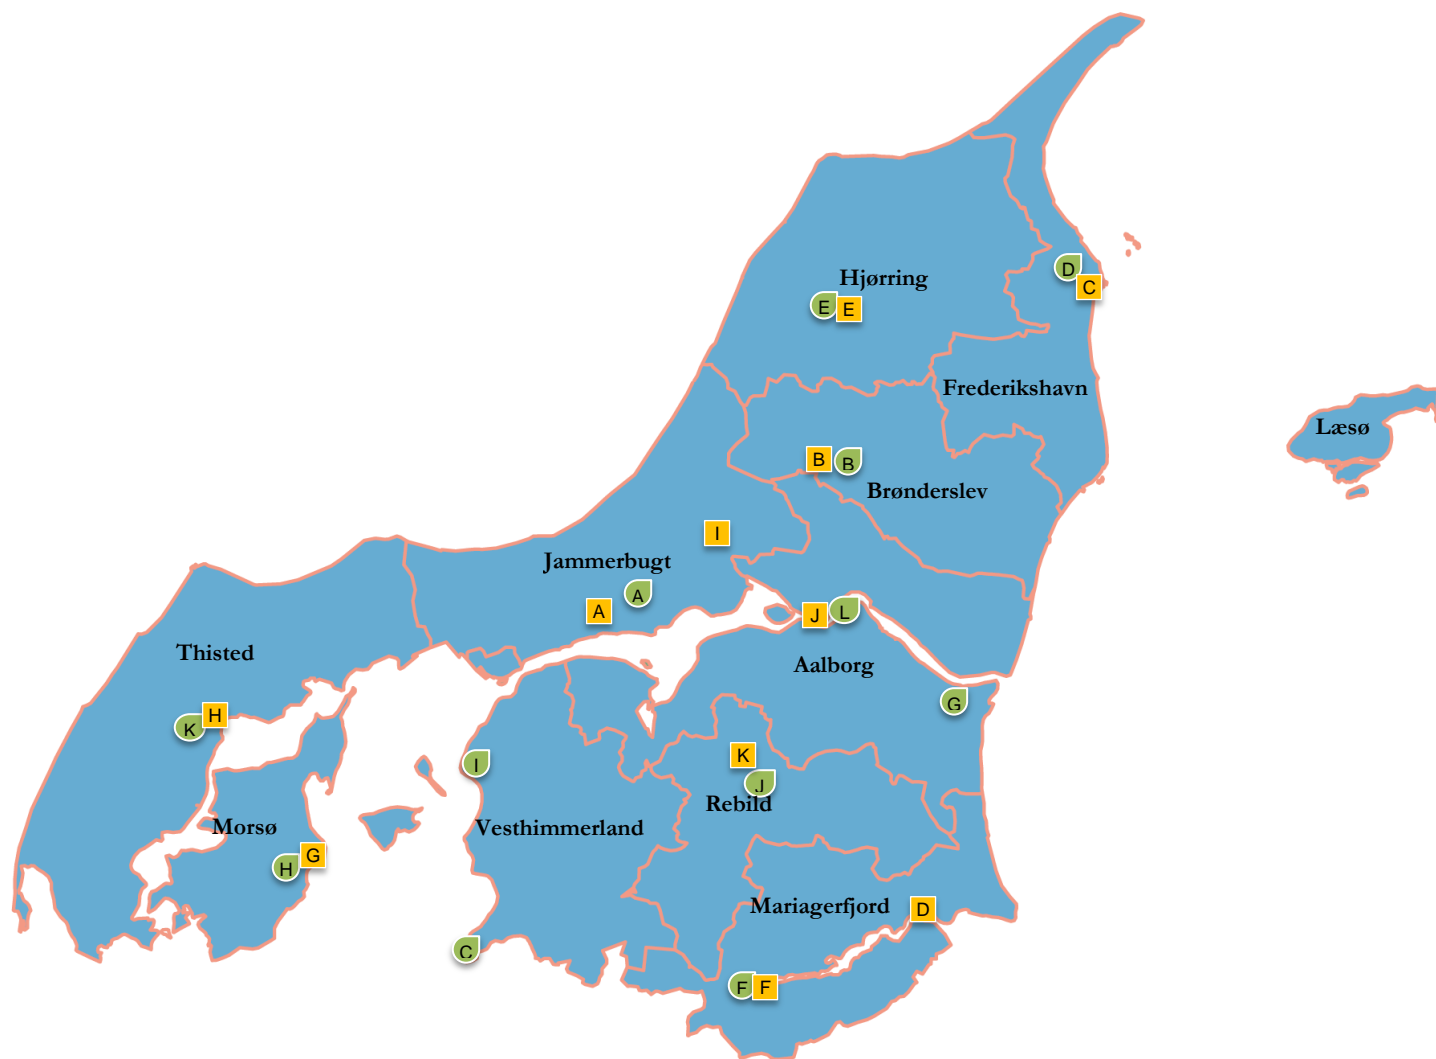 D
Hjørring
C
E
E
Frederikshavn
Læsø
B
B
Brønderslev
I
Jammerbugt
A
A
J
L
Thisted
Aalborg
G
K
H
K
I
J
Rebild
Morsø
Vesthimmerland
G
H
Mariagerfjord
D
C
F
F